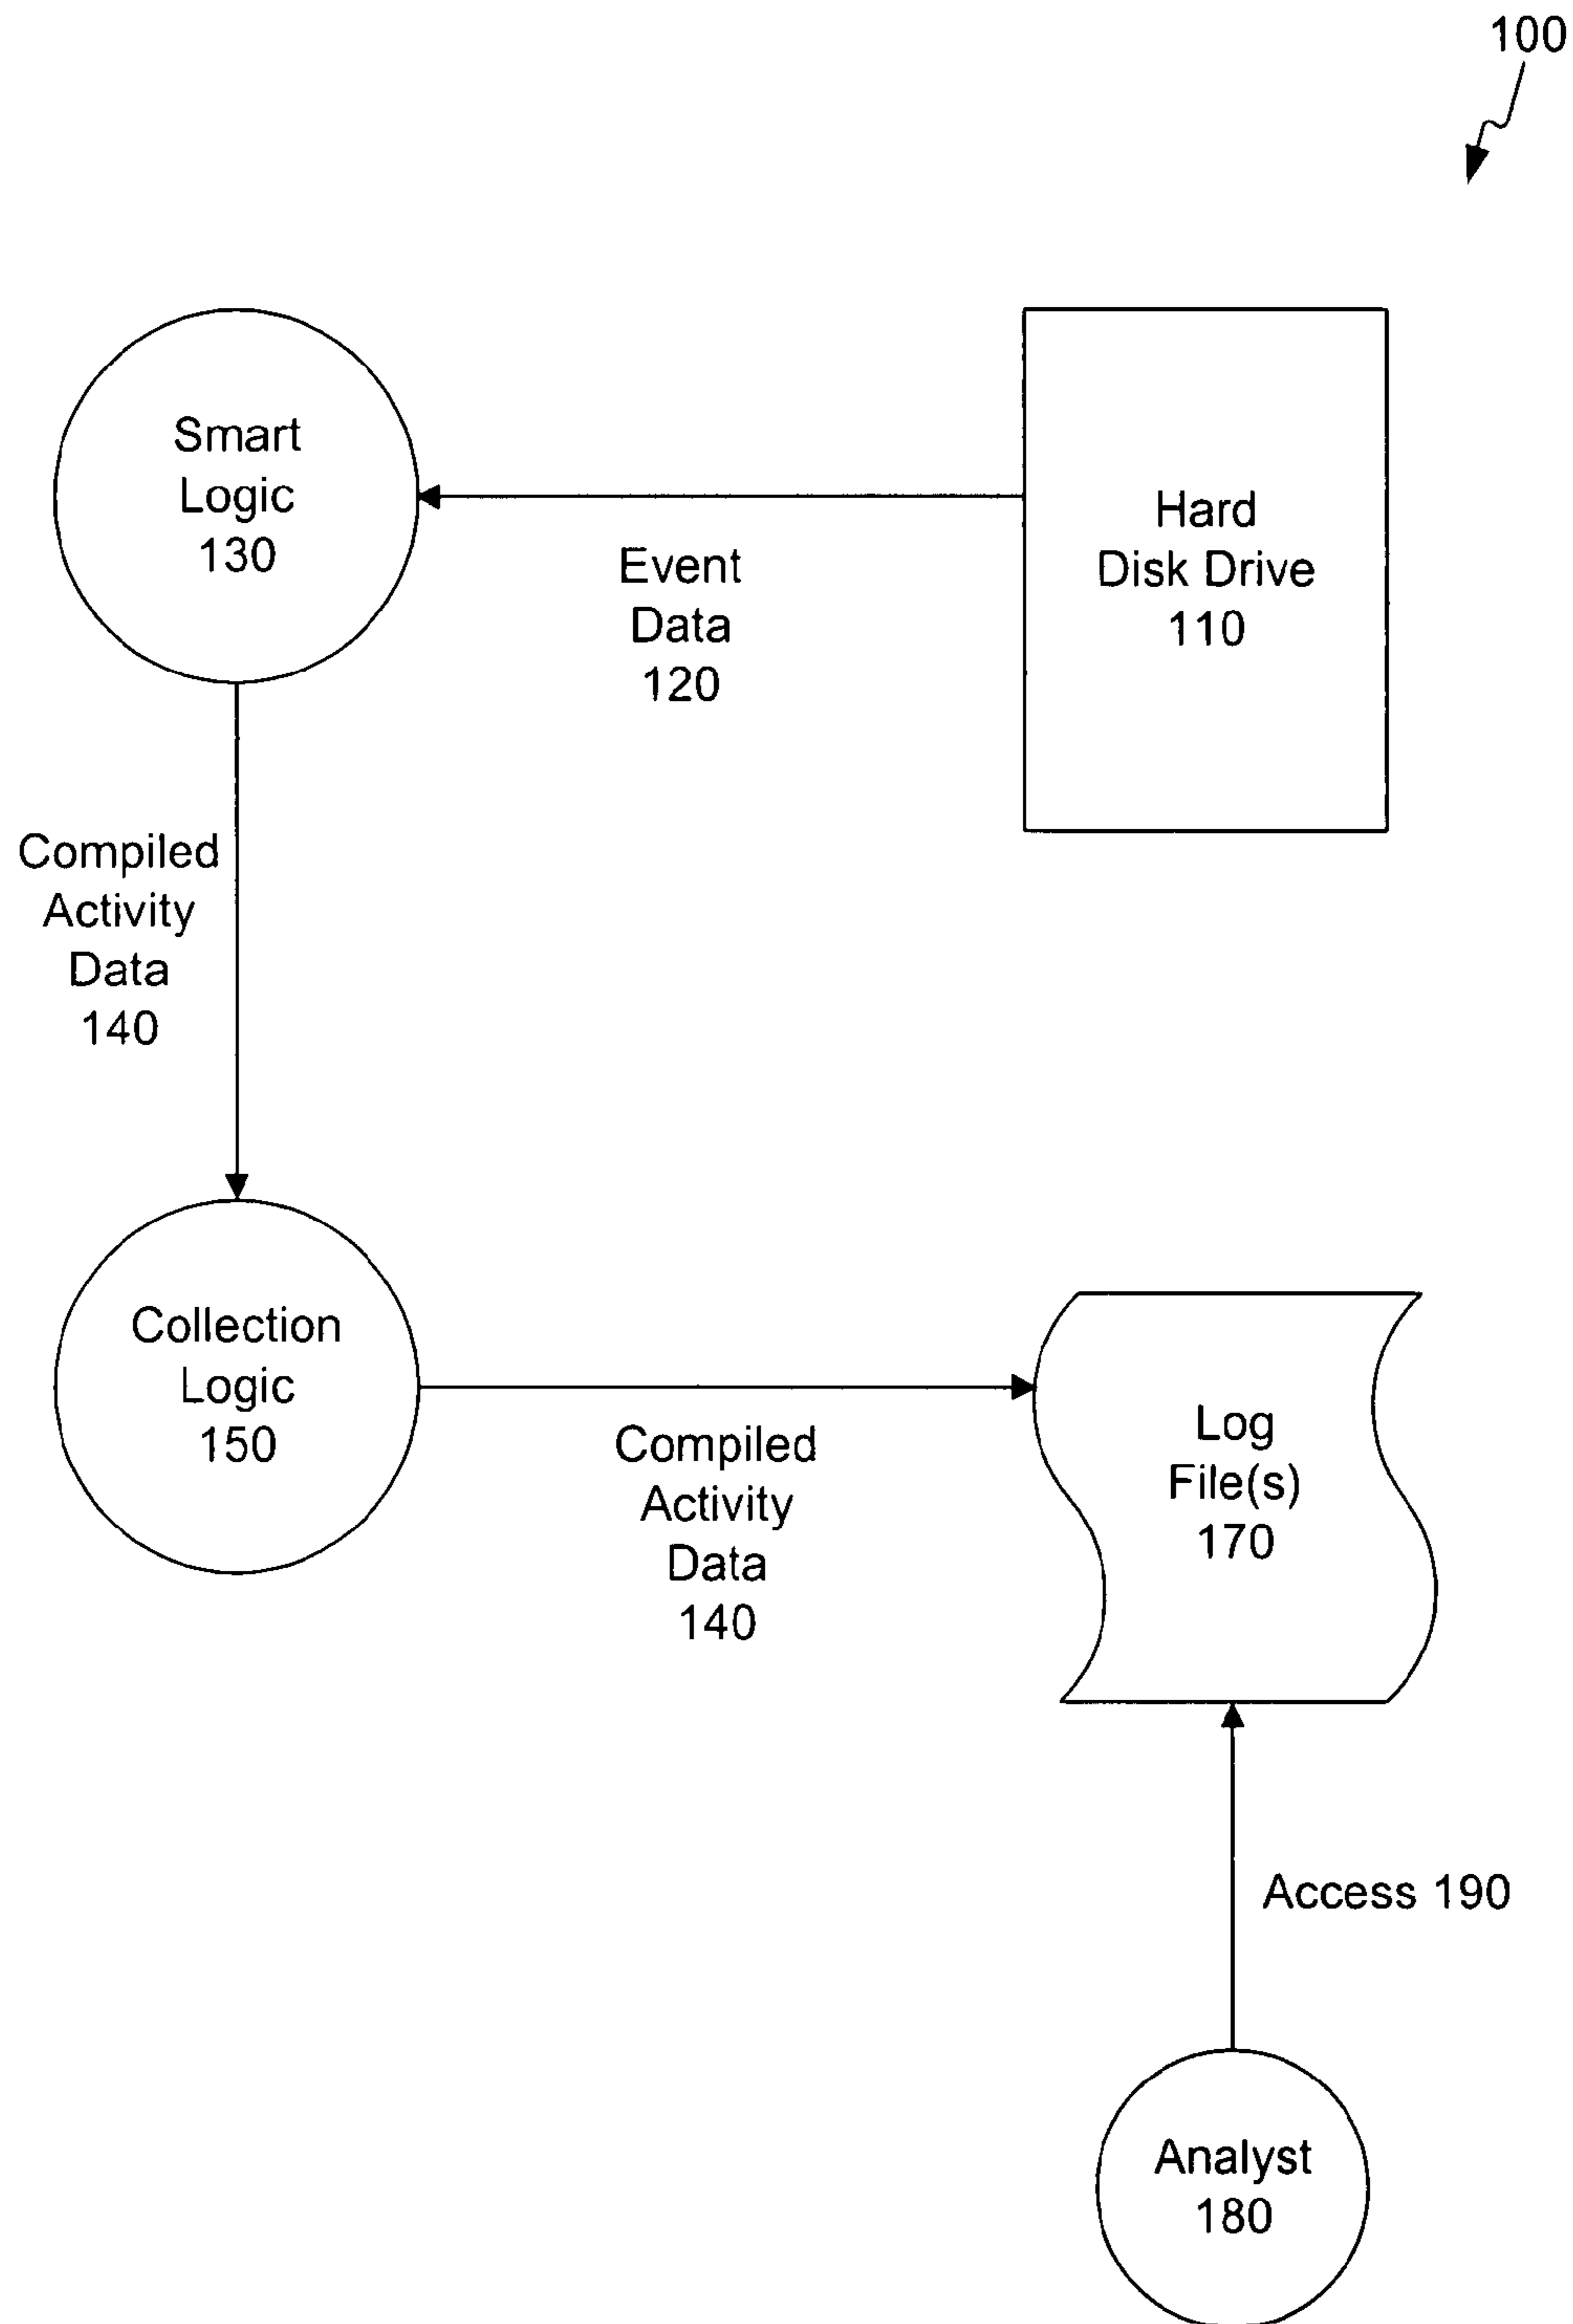 100
Smart
Logic
130
Event
Data
120
Hard
Disk Drive
110
Compiled
Activity
Data
140
Collection
Logic
150
Compiled
Activity
Data
140
Log
File(s)
170
Access 190
Analyst
180